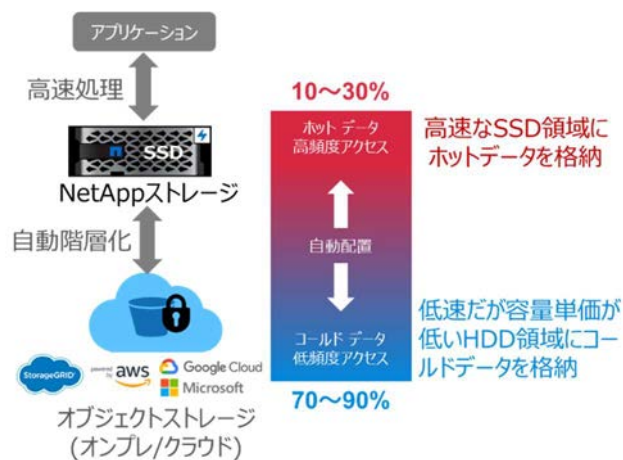 アプリケーション
高速処理
SSD
NetAppストレージ
自動階層化
StorageGRID
powered by aws
Google Cloud
Microsoft
オブジェクトストレージ
(オンプレ/クラウド)
10～30%
ホット データ
高頻度アクセス
自動配置
コールド データ
低頻度アクセス
70～90%
高速なSSD領域に
ホットデータを格納
低速だが容量単価が
低いHDD領域にコー
ルドデータを格納